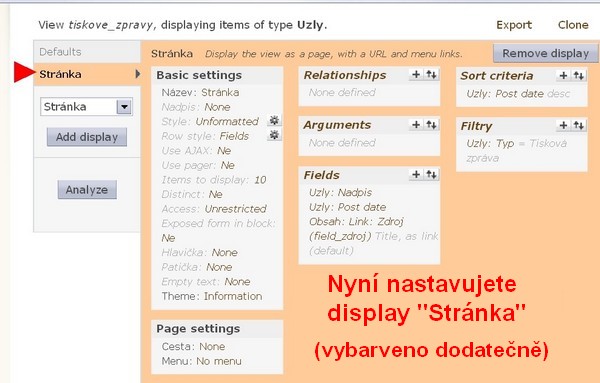 View tiskove_zpravy, displaying items of type Uzly.
Export
Clone
Defaults
Stránka
Stránka
Add display
Analyze
Stránka Display the view as a page, with a URL and menu links.
Remove display
Basic settings
Název: Stránka
Nadpis: None
Style: Unformatted
Row style: Fields
Use AJAX: Ne
Use pager: Ne
Items to display: 10
Distinct: Ne
Access: Unrestricted
Exposed form in block:
Ne
Hlavička: None
Patička: None
Empty text: None
Theme: Information
Page settings
Cesta: None
Menu: No menu
Relationships
None defined
Arguments
None defined
Fields
Uzly: Nadpis
Uzly: Post date
Obsah: Link: Zdroj
(field_zdroj) Title, as link
(default)
Sort criteria
Uzly: Post date desc
Filtry
Uzly: Typ = Tisková
zpráva
Nyní nastavujete
display "Stránka"
(vybarveno dodatečně)